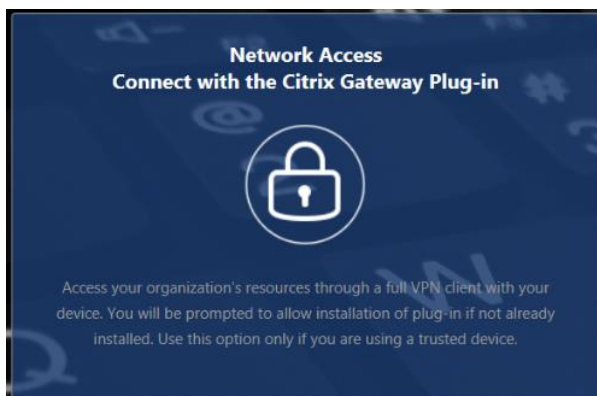 Network Access
Connect with the Citrix Gateway Plug-in
Access your organization's resources through a full VPN client with your
device. You will be prompted to allow installation of plug-in if not already
installed. Use this option only if you are using a trusted device.